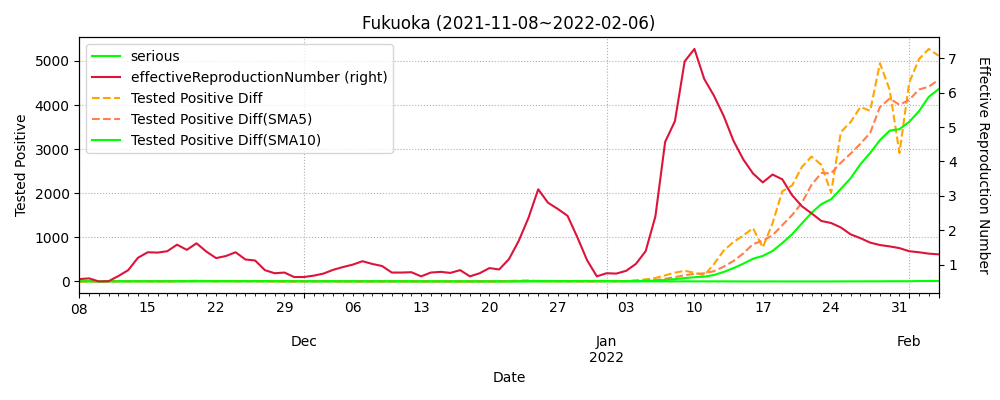 Fukuoka (2021-11-08~2022-02-06)
serious
effectiveReproductionNumber (right)
Tested Positive Diff
Tested Positive Diff(SMA5)
Tested Positive Diff(SMA10)
Tested Positive
5000
4000
3000
2000
1000
0
7
6
5
4
3
2
1
Effective Reproduction Number
08 15 22 29 06 13 20 27 03 10 17 24 31
Dec Jan Feb
2022
Date